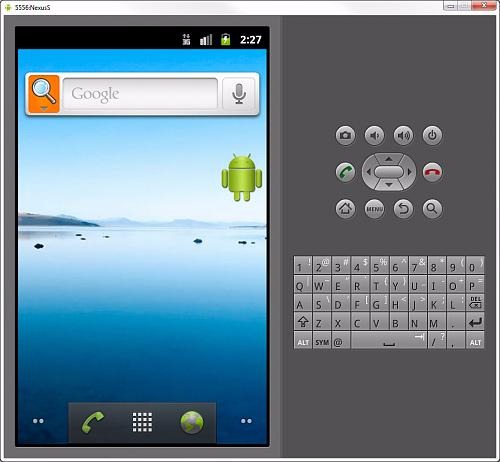 5556:NexusS
3G
2:27
Google
MENU
1 ! 2 @ 3 # 4 $ 5 % 6 ^ 7 & 8 * 9 ( 0 )
Q W E R T Y U I O P
A S D F G H J K L DEL
Z X C V B N M .
ALT SYM @ / ? , ALT